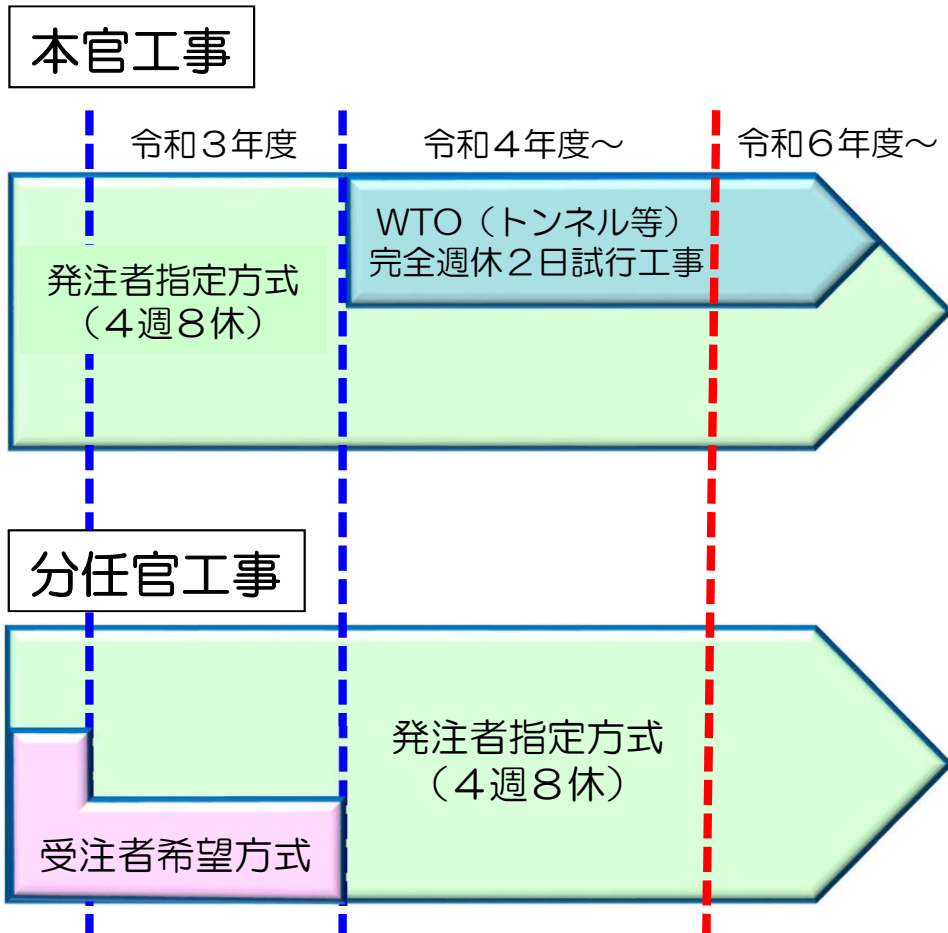 本官工事
令和３年度
令和４年度～
令和６年度～
WTO（トンネル等）
完全週休２日試行工事
発注者指定方式
（４週８休）
分任官工事
発注者指定方式
（４週８休）
受注者希望方式